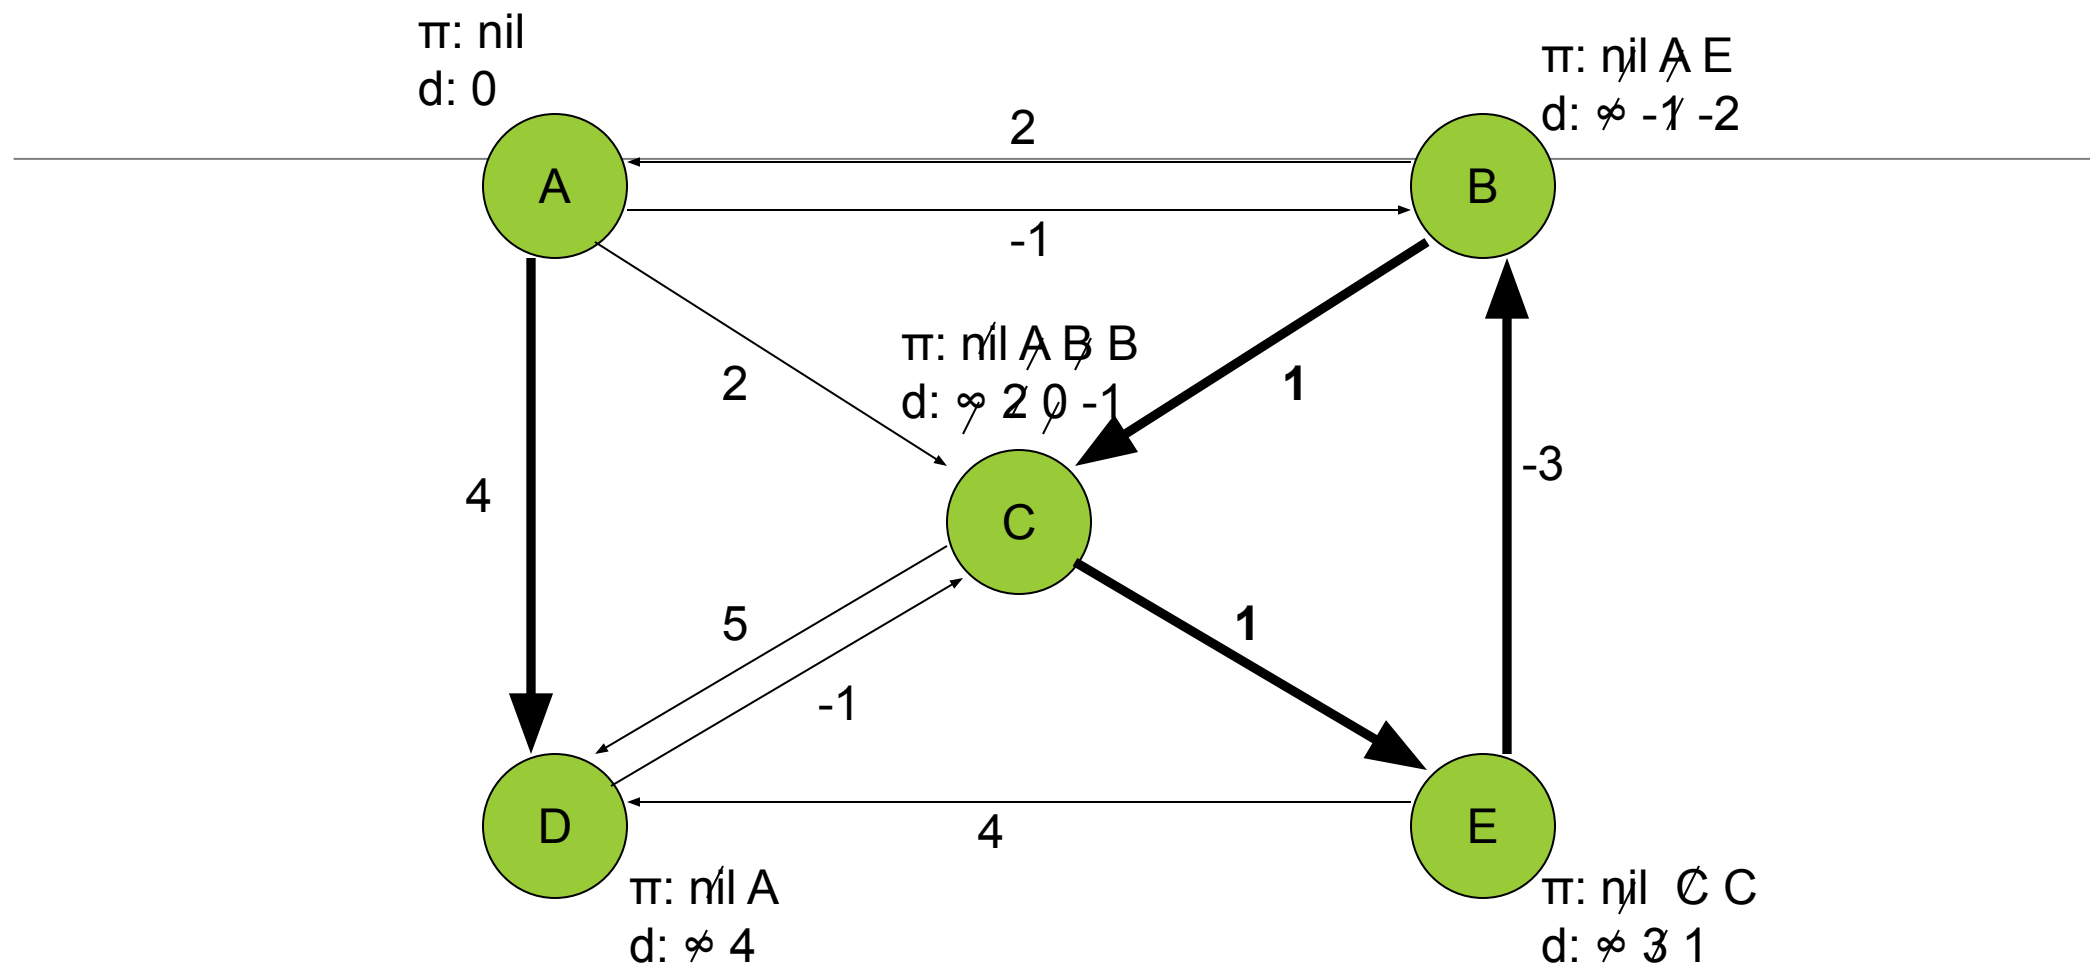 π: nil
d: 0
π: nil A E
d: ∞ -1 -2
2
A
B
-1
π: nil A B B
d: ∞ 2 0 -1
2
1
4
-3
C
5
1
-1
D
4
E
π: nil A
d: ∞ 4
π: nil C C
d: ∞ 3 1